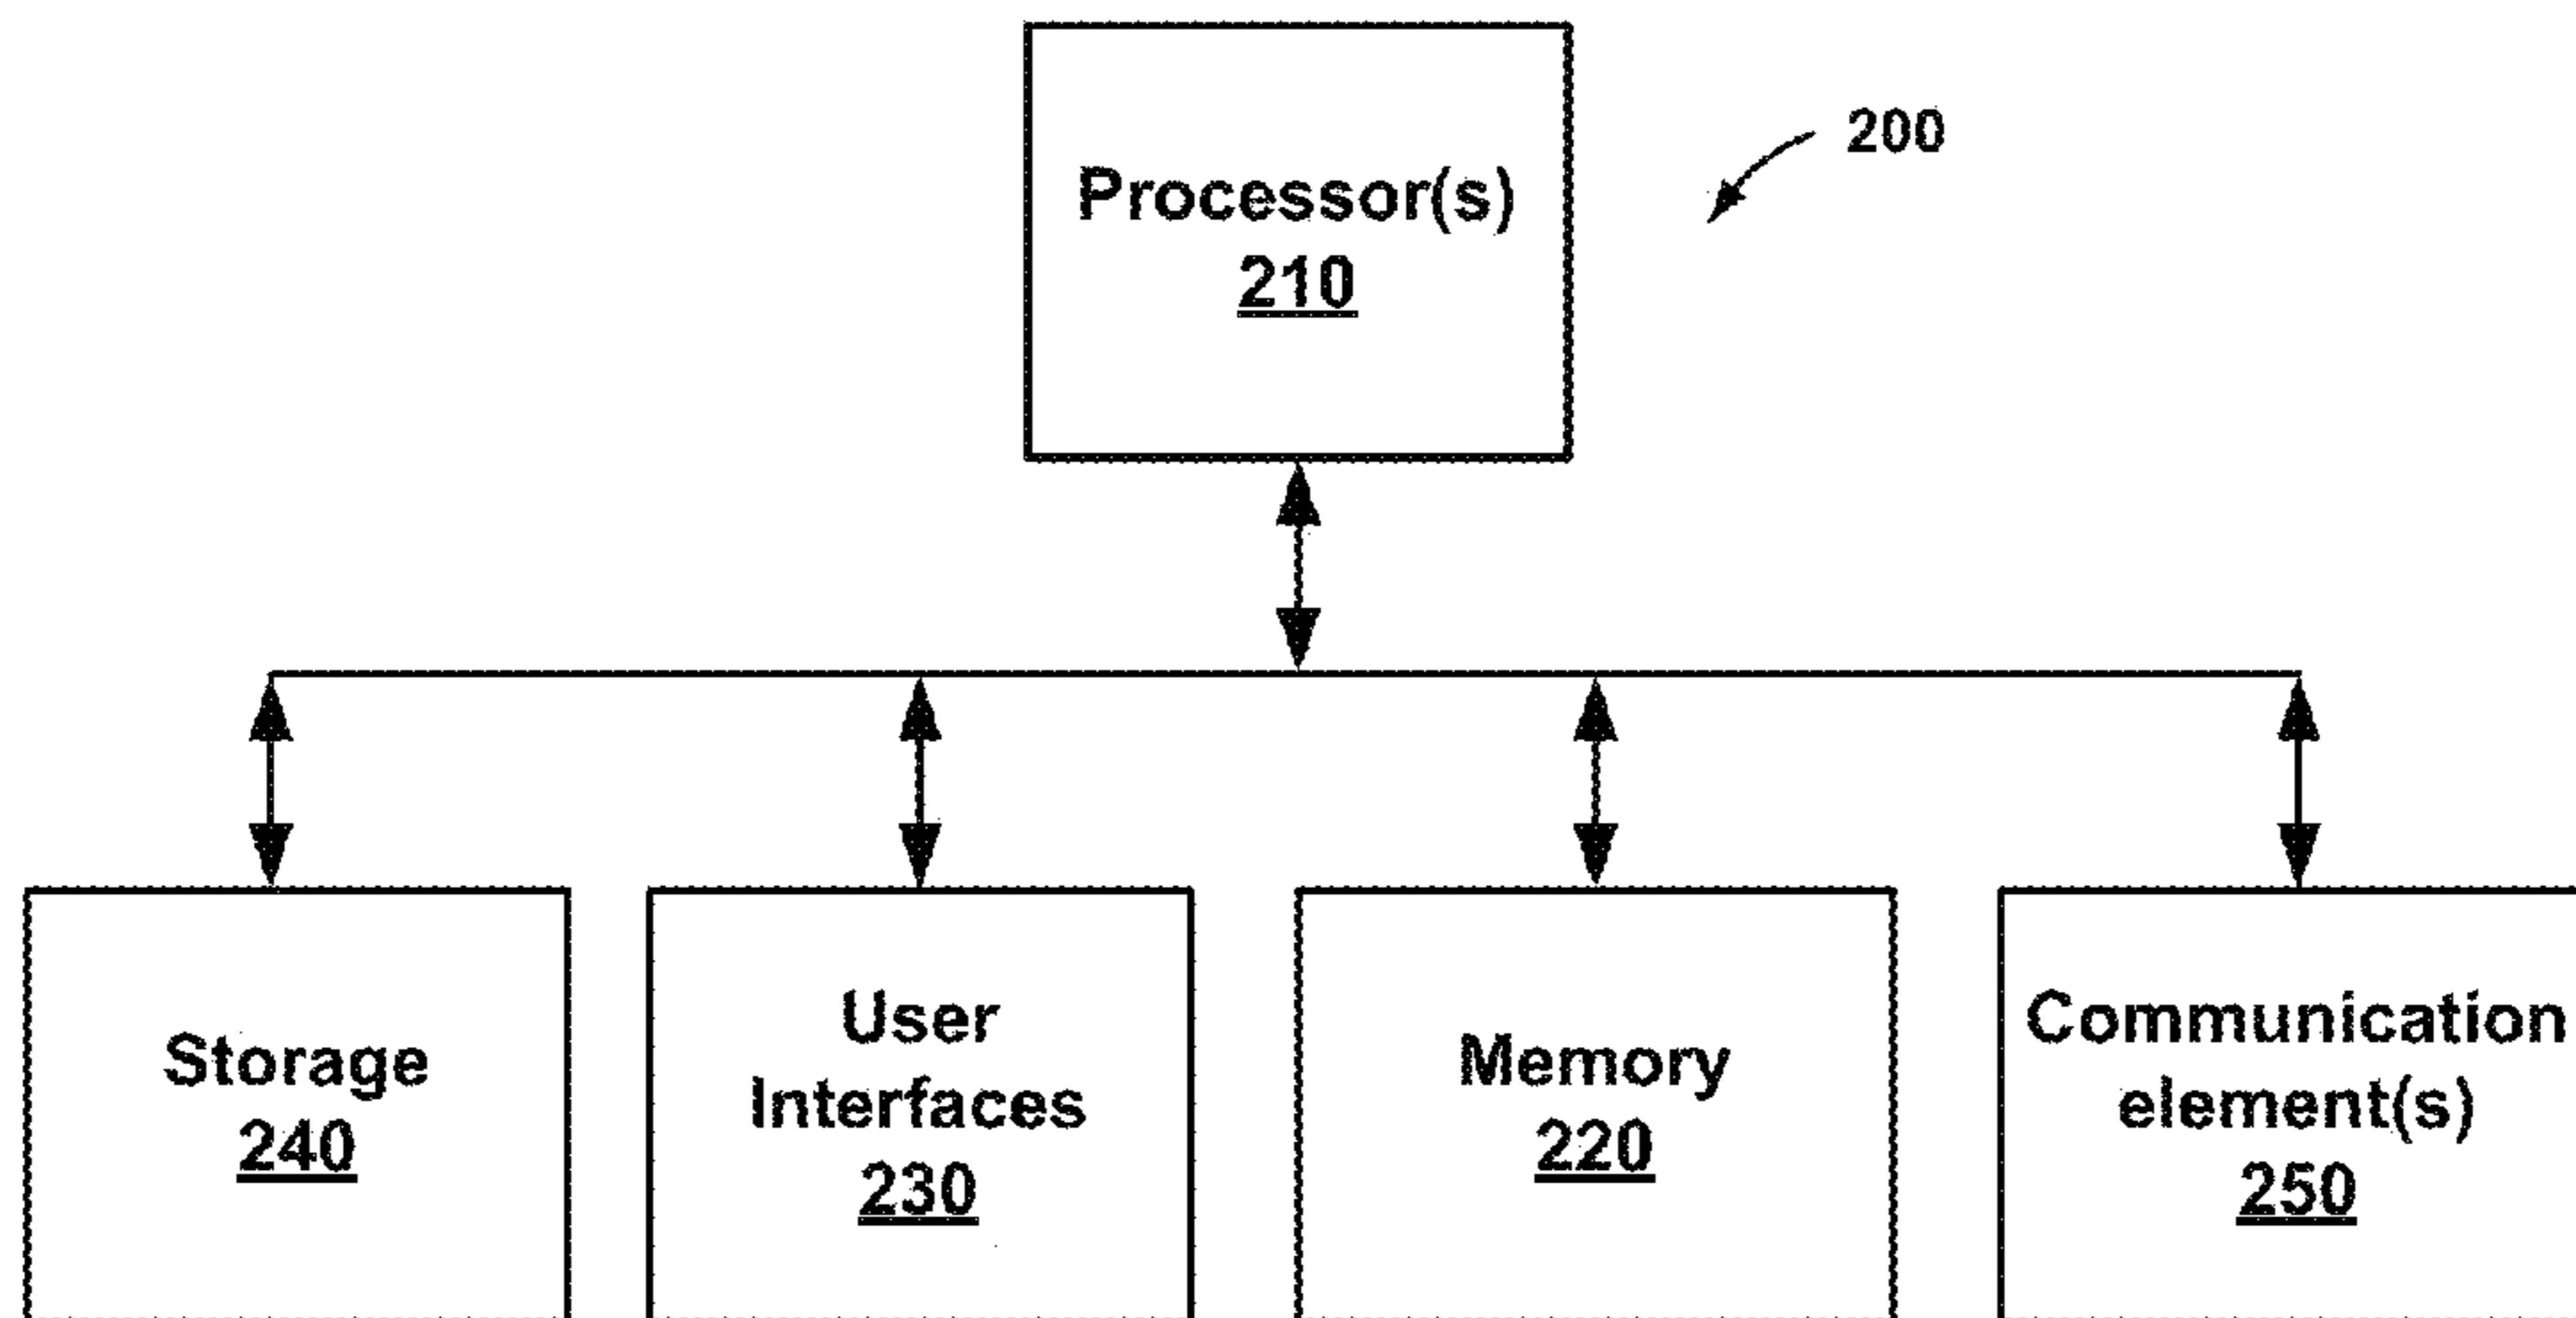 Processor(s)
210
200
Storage
240
User
Interfaces
230
Memory
220
Communication
element(s)
250